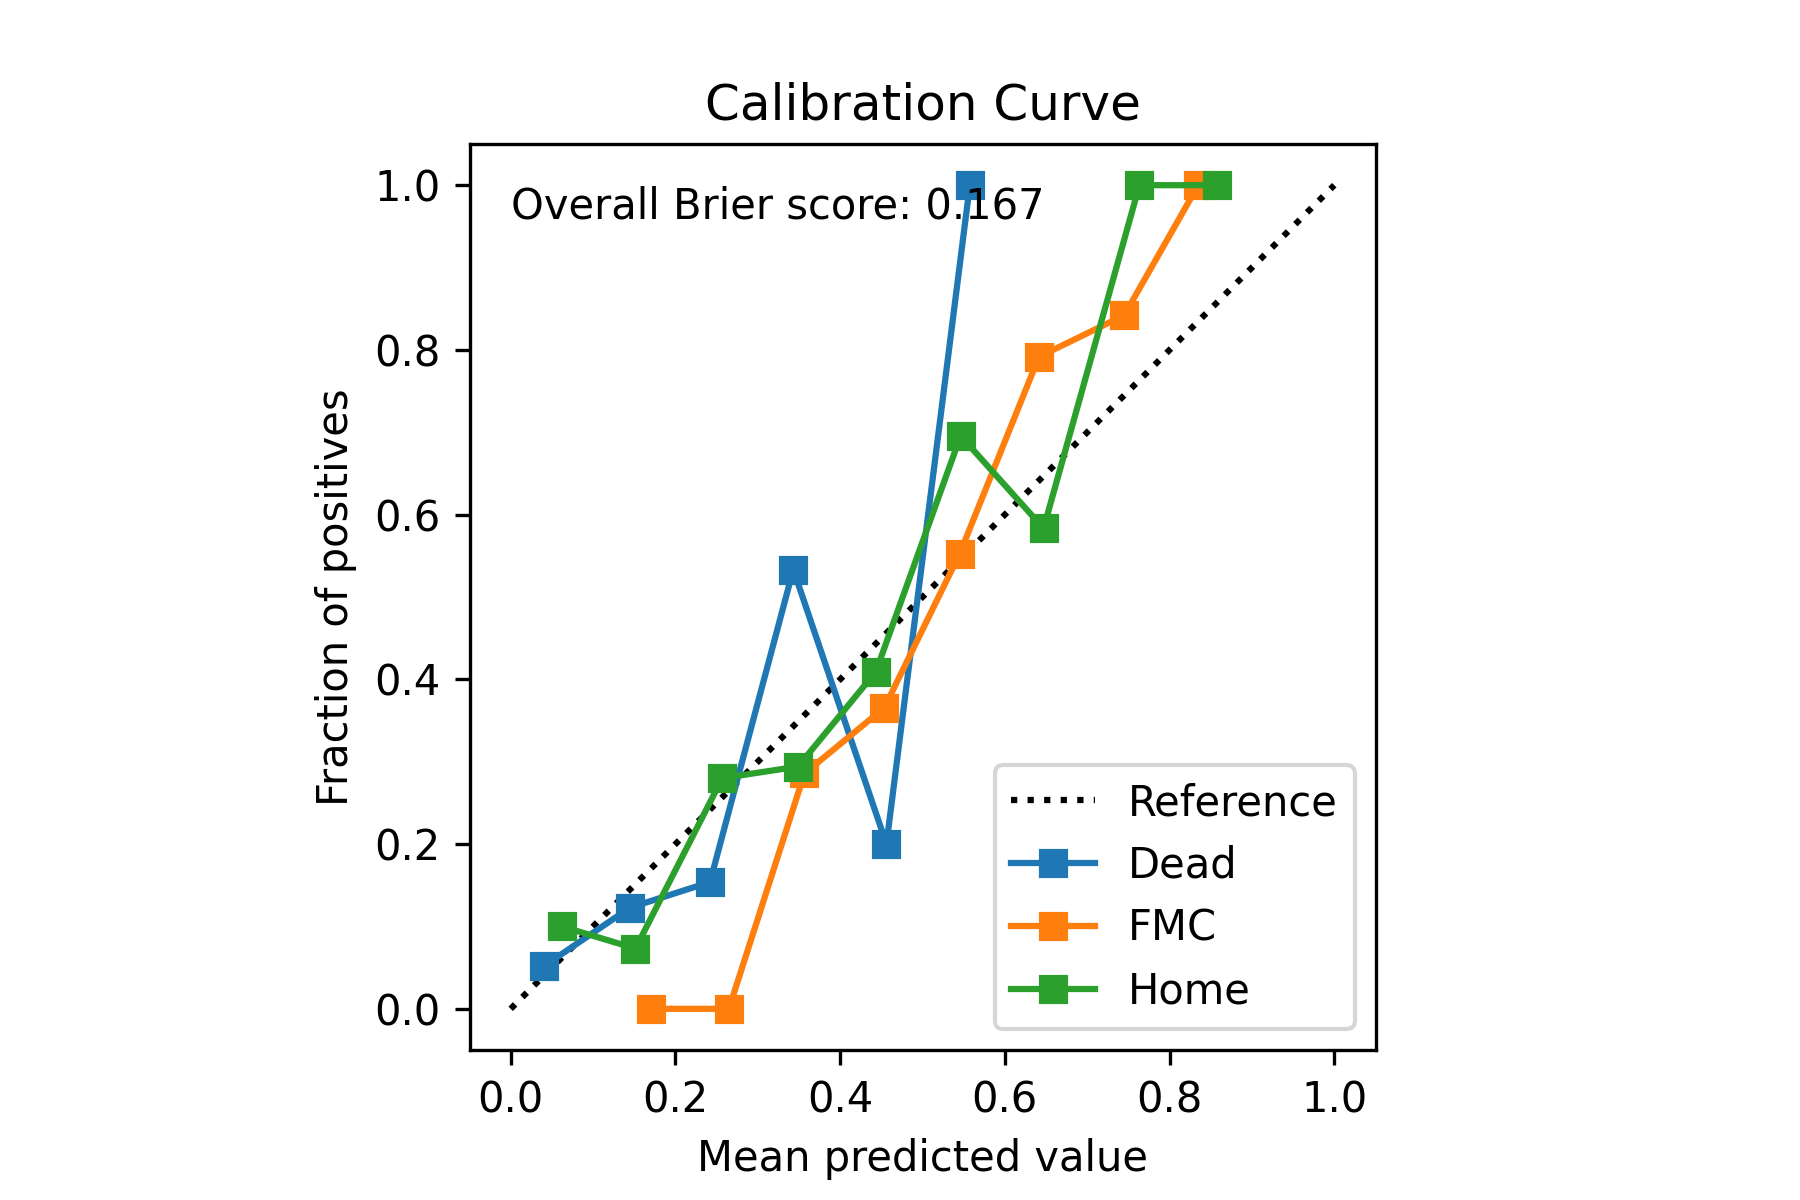 Calibration Curve
Overall Brier score: 0.167
1.0
0.8
0.6
0.4
0.2
0.0
Fraction of positives
Reference
Dead
FMC
Home
0.0 0.2 0.4 0.6 0.8 1.0
Mean predicted value